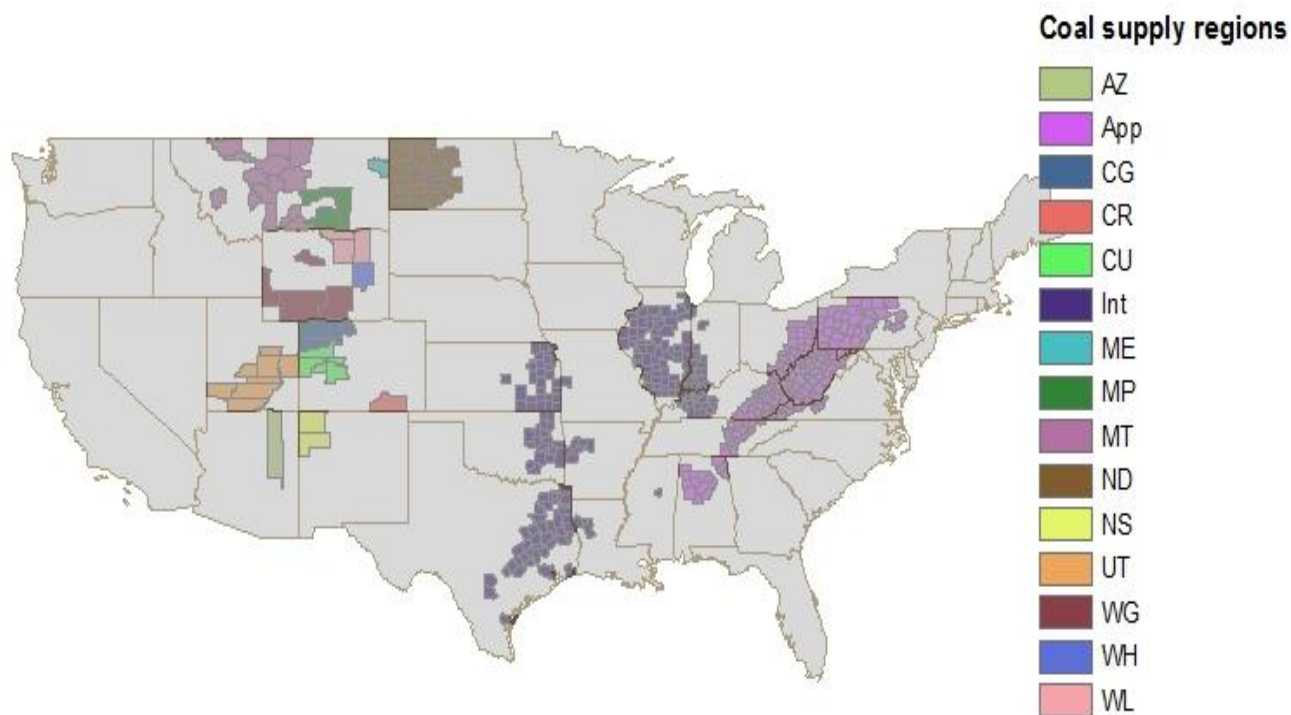 Coal supply regions
AZ
App
CG
CR
CU
Int
ME
MP
MT
ND
NS
UT
WG
WH
WL